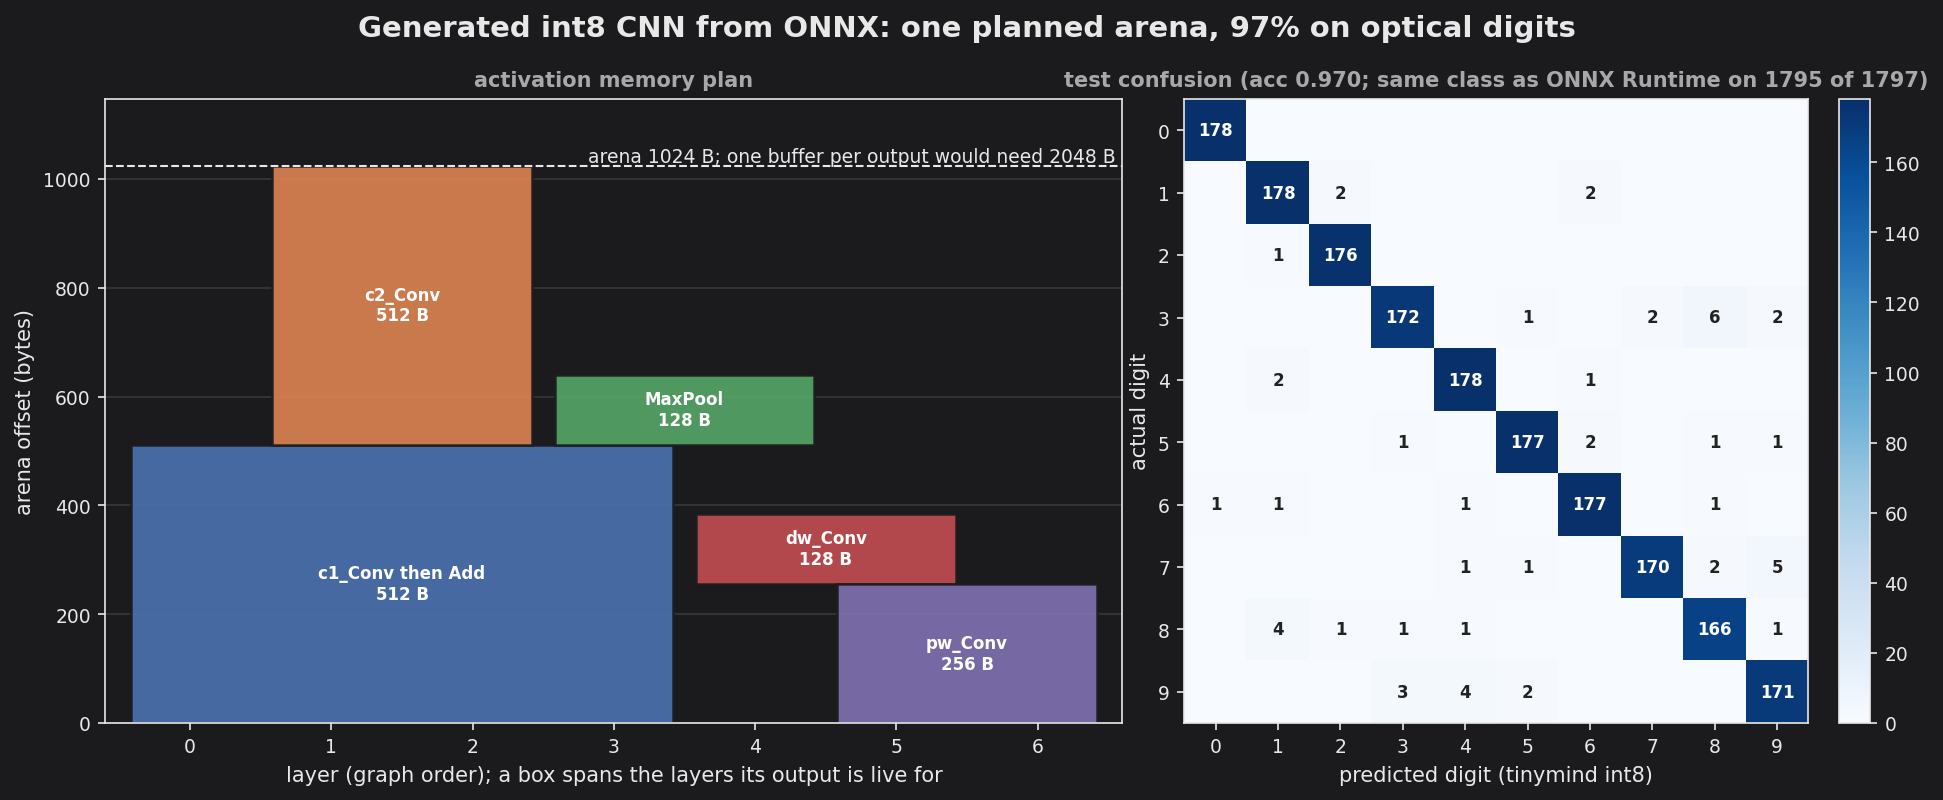 Generated int8 CNN from ONNX: one planned arena, 97% on optical digits
activation memory plan
arena offset (bytes)
1000
800
600
400
200
0
arena 1024 B; one buffer per output would need 2048 B
c2_Conv
512 B
MaxPool
128 B
c1_Conv then Add
512 B
dw_Conv
128 B
pw_Conv
256 B
0 1 2 3 4 5 6
layer (graph order); a box spans the layers its output is live for
test confusion (acc 0.970; same class as ONNX Runtime on 1795 of 1797)
actual digit
0 178
1 178 2 2
2 1 176
3 172 1 2 6 2
4 2 178 1
5 1 177 2 1 1
6 1 1 1 177 1
7 1 1 170 2 5
8 4 1 1 1 166 1
9 3 4 2 171
0 1 2 3 4 5 6 7 8 9
predicted digit (tinymind int8)
160
140
120
100
80
60
40
20
0